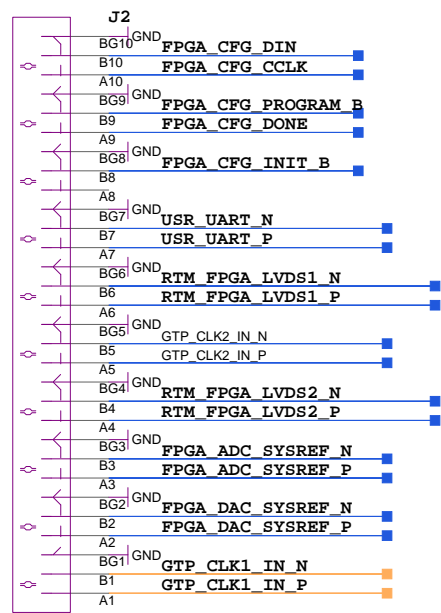 J2
GND
BG10 FPGA_CFG_DIN
B10 FPGA_CFG_CCLK
A10 GND
BG9 FPGA_CFG_PROGRAM_B
B9 FPGA_CFG_DONE
A9 GND
BG8 FPGA_CFG_INIT_B
B8
A8 GND
BG7 USR_UART_N
B7 USR_UART_P
A7 GND
BG6 RTM_FPGA_LVDS1_N
B6 RTM_FPGA_LVDS1_P
A6 GND
BG5 GTP_CLK2_IN_N
B5 GTP_CLK2_IN_P
A5 GND
BG4 RTM_FPGA_LVDS2_N
B4 RTM_FPGA_LVDS2_P
A4 GND
BG3 FPGA_ADC_SYSREF_N
B3 FPGA_ADC_SYSREF_P
A3 GND
BG2 FPGA_DAC_SYSREF_N
B2 FPGA_DAC_SYSREF_P
A2 GND
BG1 GTP_CLK1_IN_N
B1 GTP_CLK1_IN_P
A1